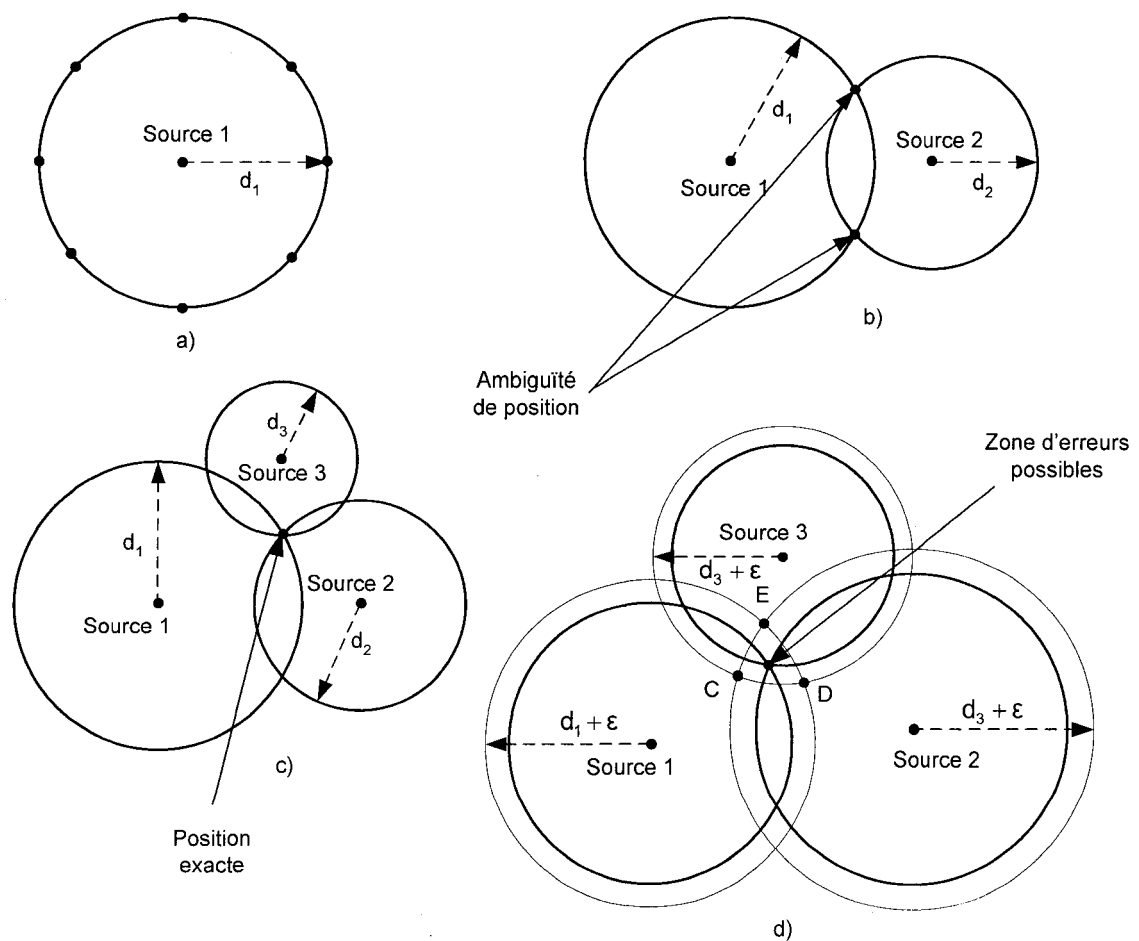 Source 1
d1
a)
d1
Source 1
Source 2
d2
b)
Ambiguïté
de position
d3
Source 3
d1
Source 1
Source 2
d2
c)
Position
exacte
Zone d'erreurs
possibles
Source 3
d3 + ε
E
C
D
d1 + ε
Source 1
d3 + ε
Source 2
d)